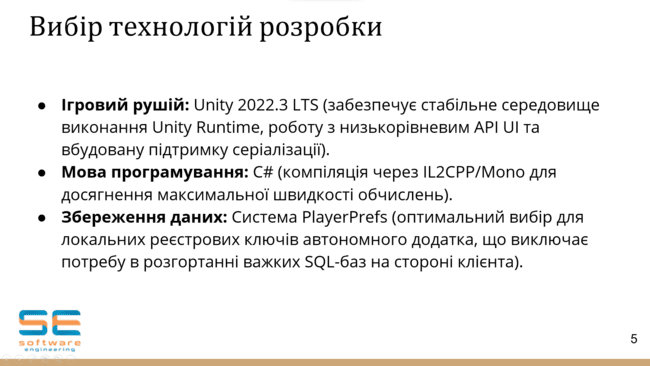 Вибір технологій розробки
● Ігровий рушій: Unity 2022.3 LTS (забезпечує стабільне середовище
виконання Unity Runtime, роботу з низькорівневим API UI та
вбудовану підтримку серіалізації).
● Мова програмування: C# (компіляція через IL2CPP/Mono для
досягнення максимальної швидкості обчислень).
● Збереження даних: Система PlayerPrefs (оптимальний вибір для
локальних реєстрових ключів автономного додатка, що виключає
потребу в розгортанні важких SQL-баз на стороні клієнта).
SE
software
engineering
5